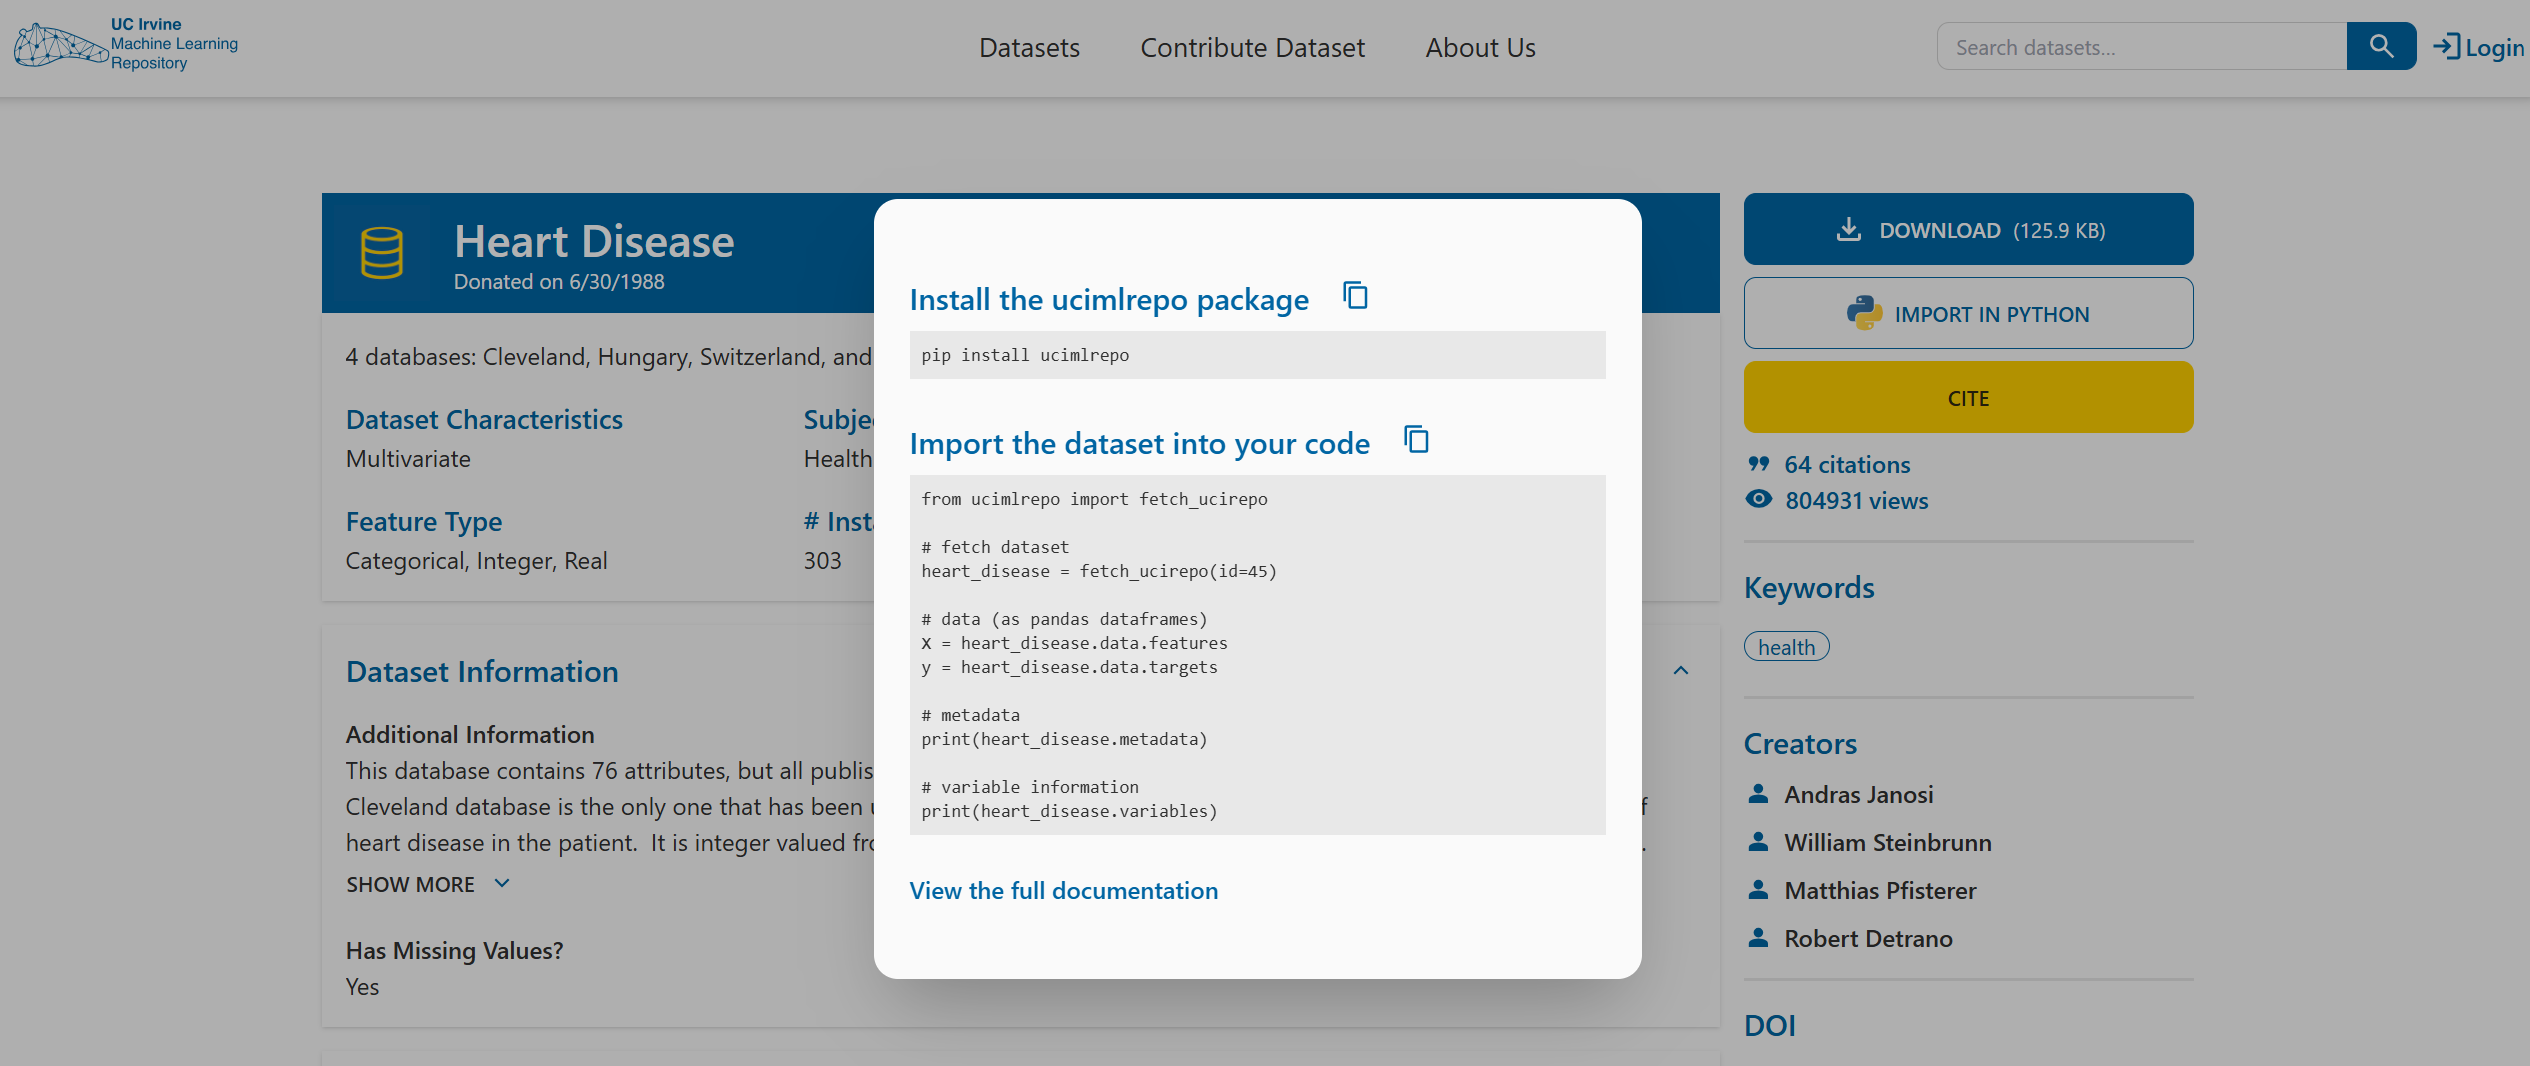 UC Irvine
Machine Learning
Repository
Datasets
Contribute Dataset
About Us
Search datasets...
Login
Heart Disease
Donated on 6/30/1988
4 databases: Cleveland, Hungary, Switzerland, and
Dataset Characteristics
Multivariate
Subje
Health
Feature Type
Categorical, Integer, Real
# Inst
303
Dataset Information
Additional Information
This database contains 76 attributes, but all publis
Cleveland database is the only one that has been
heart disease in the patient.  It is integer valued
SHOW MORE
Has Missing Values?
Yes
Install the ucimlrepo package
pip install ucimlrepo
Import the dataset into your code
from ucimlrepo import fetch_ucirepo
# fetch dataset
heart_disease = fetch_ucirepo(id=45)
# data (as pandas dataframes)
X = heart_disease.data.features
y = heart_disease.data.targets
# metadata
print(heart_disease.metadata)
# variable information
print(heart_disease.variables)
View the full documentation
DOWNLOAD (125.9 KB)
IMPORT IN PYTHON
CITE
64 citations
804931 views
Keywords
health
Creators
Andras Janosi
William Steinbrunn
Matthias Pfisterer
Robert Detrano
DOI